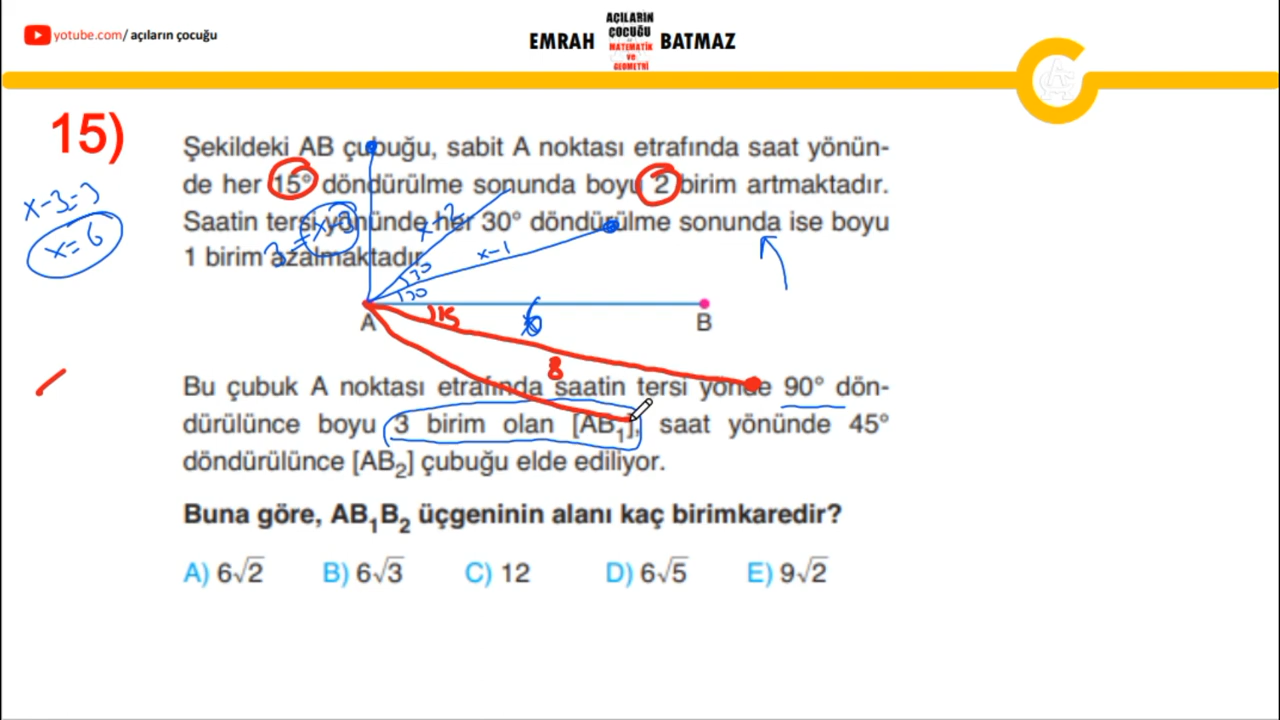 yotube.com/ açıların çocuğu
EMRAH
AÇILARIN
ÇOCUĞU
MATEMATİK
ve
GEOMETRİ
BATMAZ
15)
x-3=3
x=6
Şekildeki AB çubuğu, sabit A noktası etrafında saat yönün-
de her 15° döndürülme sonunda boyu 2 birim artmaktadır.
Saatin tersi yönünde her 30° döndürülme sonunda ise boyu
1 birim azalmaktadır.
3=x-3
x-2
x-1
30
30
A
15
6
B
8
Bu çubuk A noktası etrafında saatin tersi yönde 90° dön-
dürülünce boyu 3 birim olan [AB₁], saat yönünde 45°
döndürülünce [AB₂] çubuğu elde ediliyor.
Buna göre, AB₁B₂ üçgeninin alanı kaç birimkaredir?
A) 6√2 B) 6√3 C) 12 D) 6√5 E) 9√2